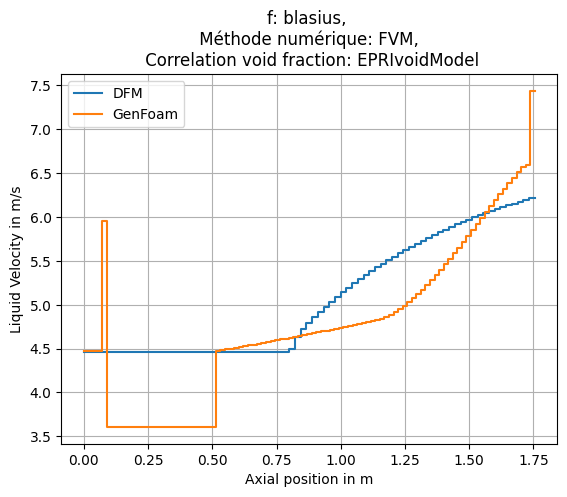 f: blasius,
Méthode numérique: FVM,
Correlation void fraction: EPRIvoidModel
DFM
GenFoam
Liquid Velocity in m/s
7.5
7.0
6.5
6.0
5.5
5.0
4.5
4.0
3.5
0.00 0.25 0.50 0.75 1.00 1.25 1.50 1.75
Axial position in m